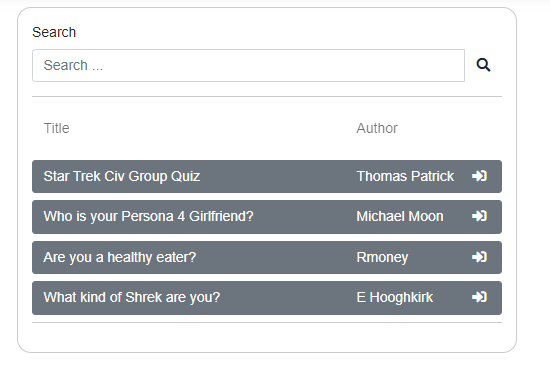 Search
Search ...
Title Author
Star Trek Civ Group Quiz Thomas Patrick
Who is your Persona 4 Girlfriend? Michael Moon
Are you a healthy eater? Rmoney
What kind of Shrek are you? E Hooghkirk